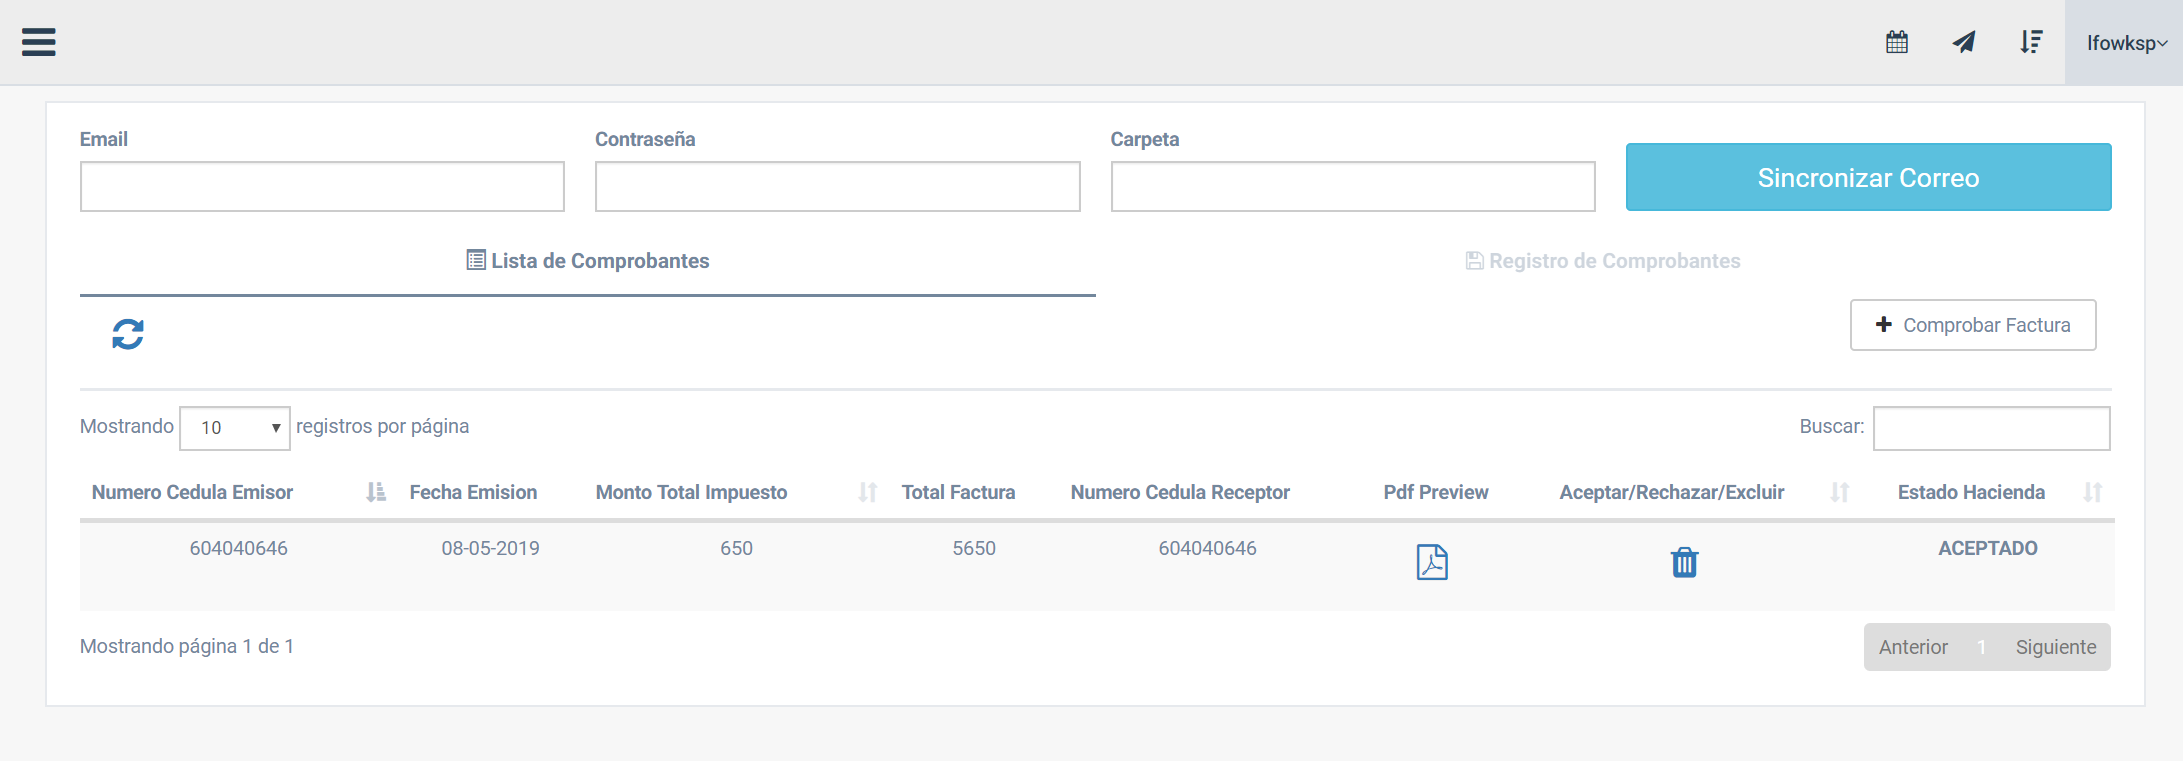 lfowksp
Email Contraseña Carpeta
Sincronizar Correo
Lista de Comprobantes Registro de Comprobantes
Comprobar Factura
Mostrando 10 registros por página Buscar:
Numero Cedula Emisor Fecha Emision Monto Total Impuesto Total Factura Numero Cedula Receptor Pdf Preview Aceptar/Rechazar/Excluir Estado Hacienda
604040646 08-05-2019 650 5650 604040646 ACEPTADO
Mostrando página 1 de 1 Anterior 1 Siguiente